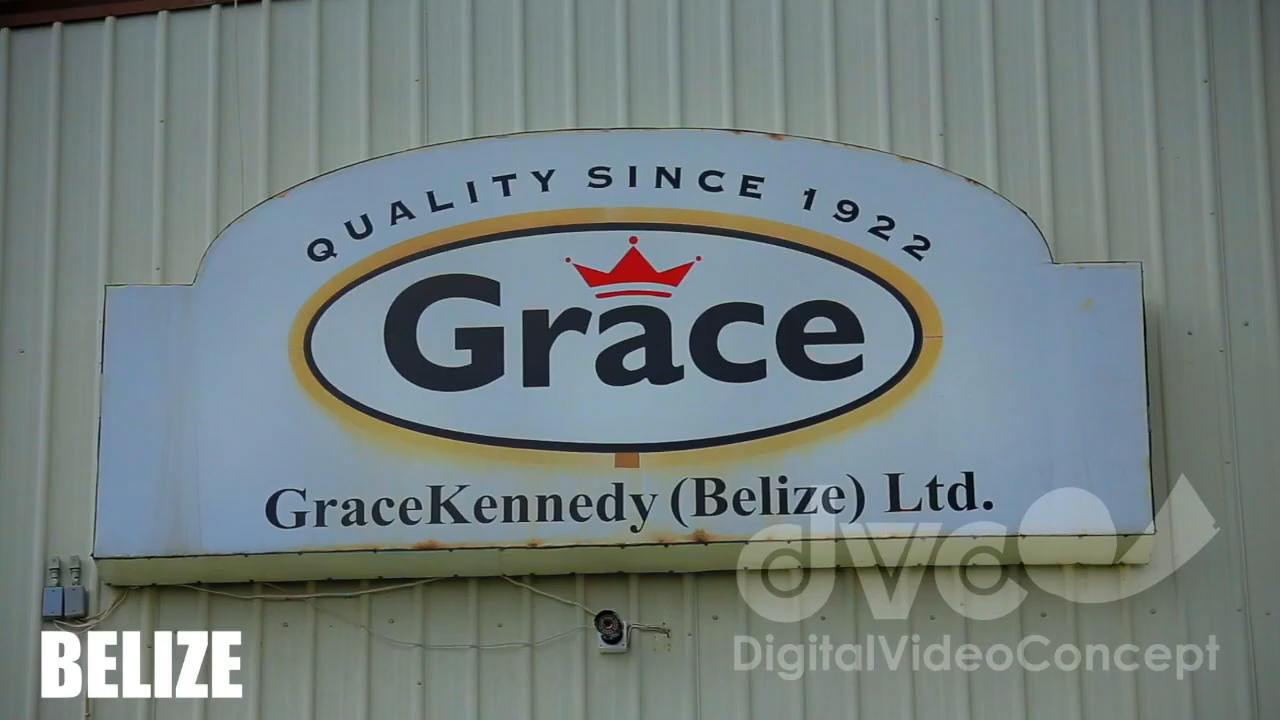 QUALITY SINCE 1922
Grace
GraceKennedy (Belize) Ltd.
dvc
DigitalVideoConcept
BELIZE